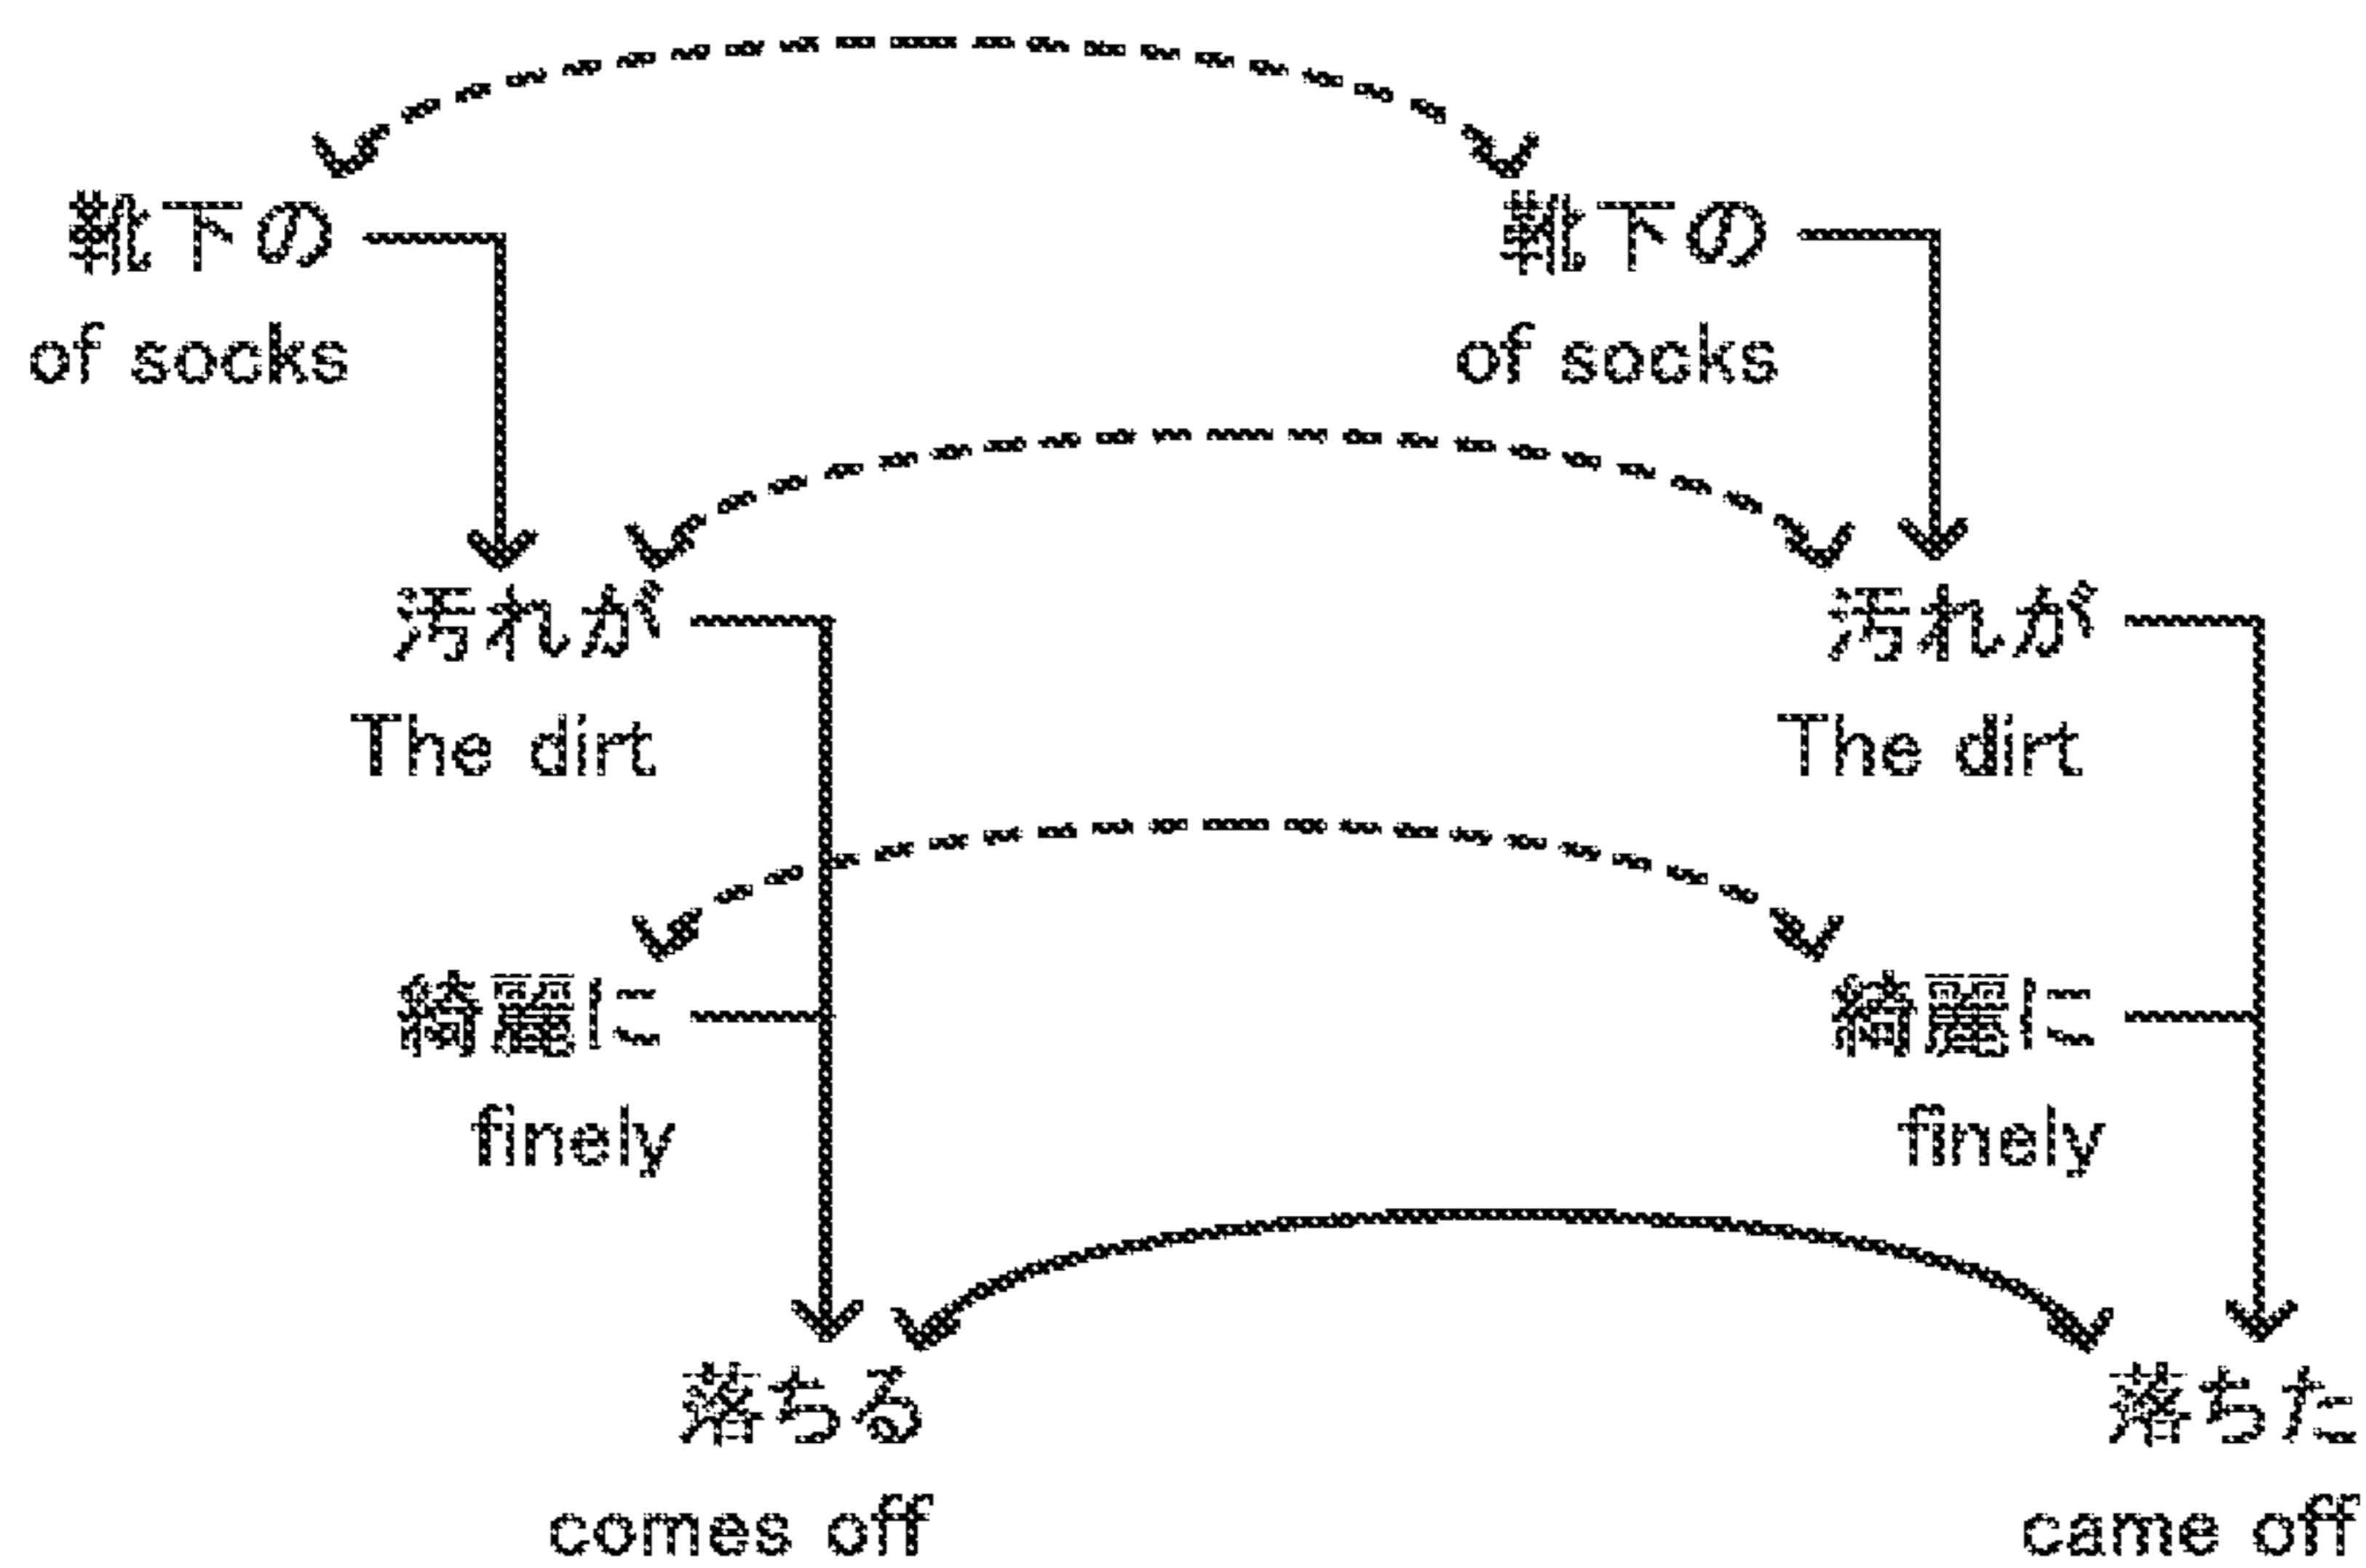 靴下の
of socks
汚れが
The dirt
綺麗に
finely
落ちる
comes off
靴下の
of socks
汚れが
The dirt
綺麗に
finely
落ちた
came off